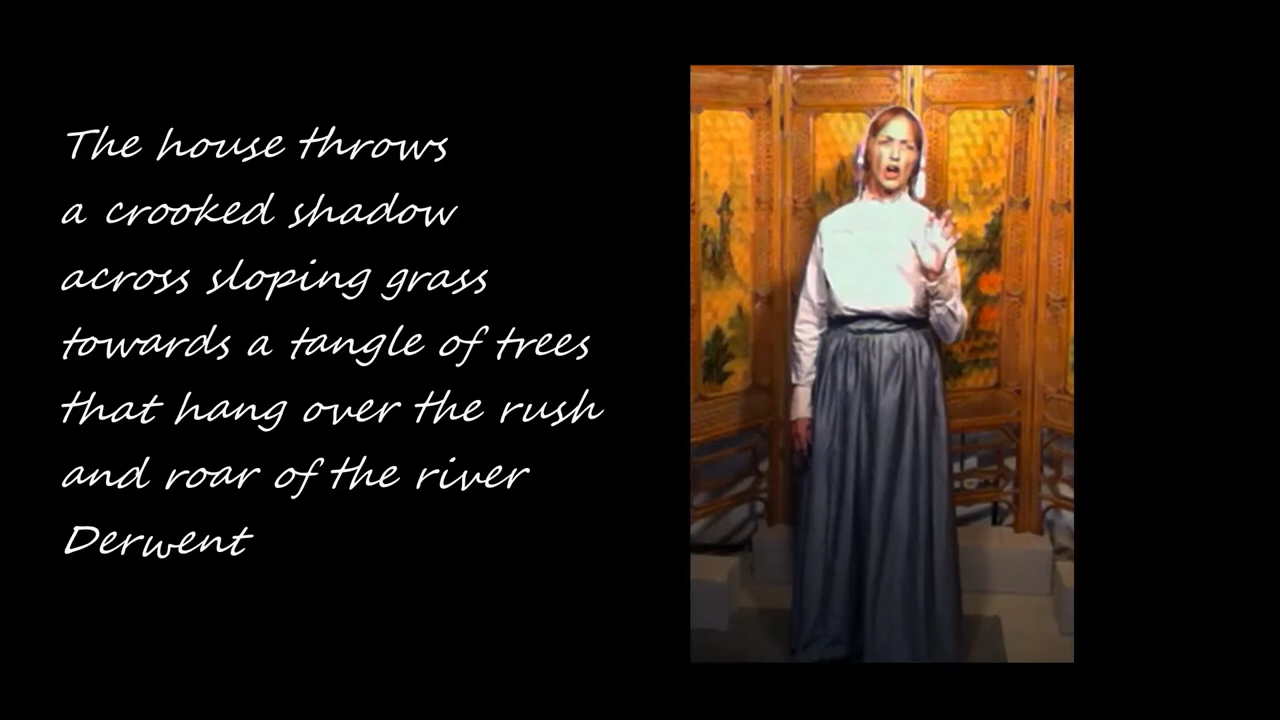 The house throws
a crooked shadow
across sloping grass
towards a tangle of trees
that hang over the rush
and roar of the river
Derwent